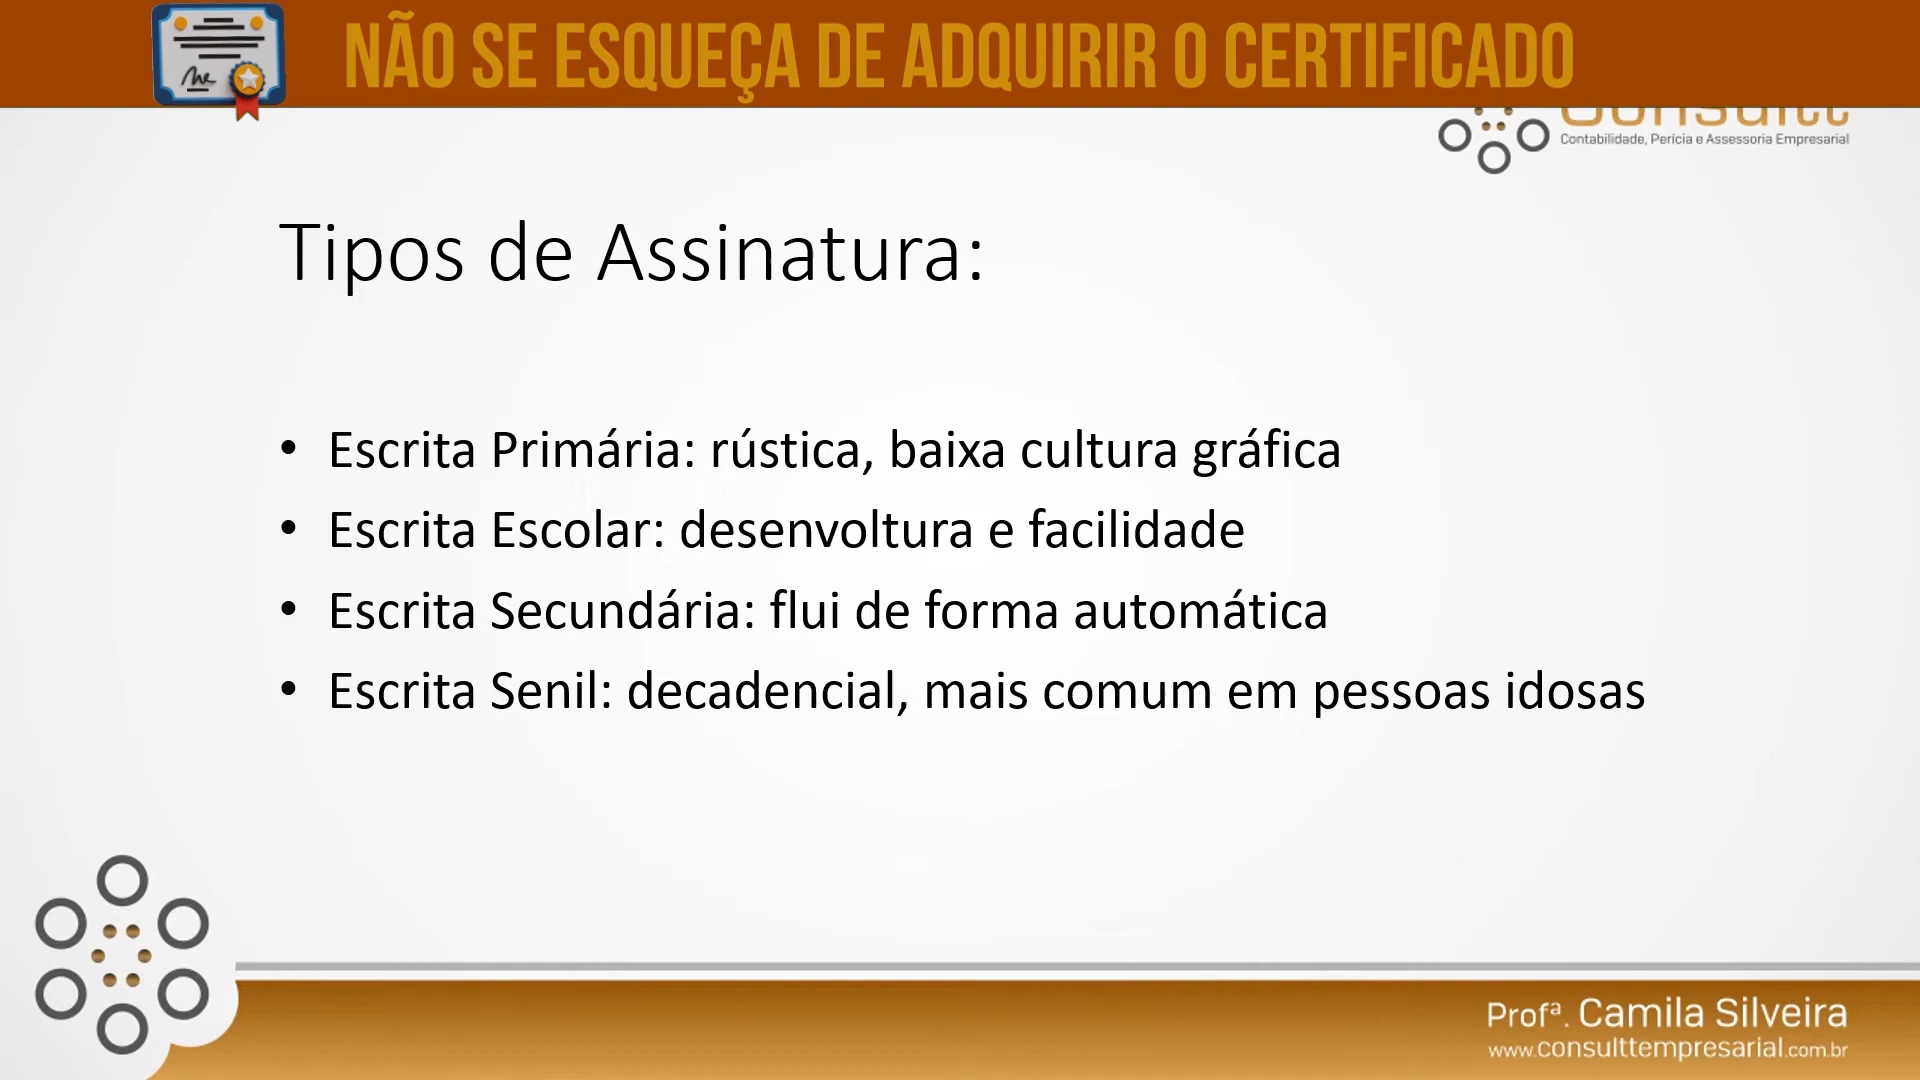 NÃO SE ESQUEÇA DE ADQUIRIR O CERTIFICADO
Consultt
Contabilidade, Perícia e Assessoria Empresarial
Tipos de Assinatura:
• Escrita Primária: rústica, baixa cultura gráfica
• Escrita Escolar: desenvoltura e facilidade
• Escrita Secundária: flui de forma automática
• Escrita Senil: decadencial, mais comum em pessoas idosas
Profª. Camila Silveira
www.consulttempresarial.com.br